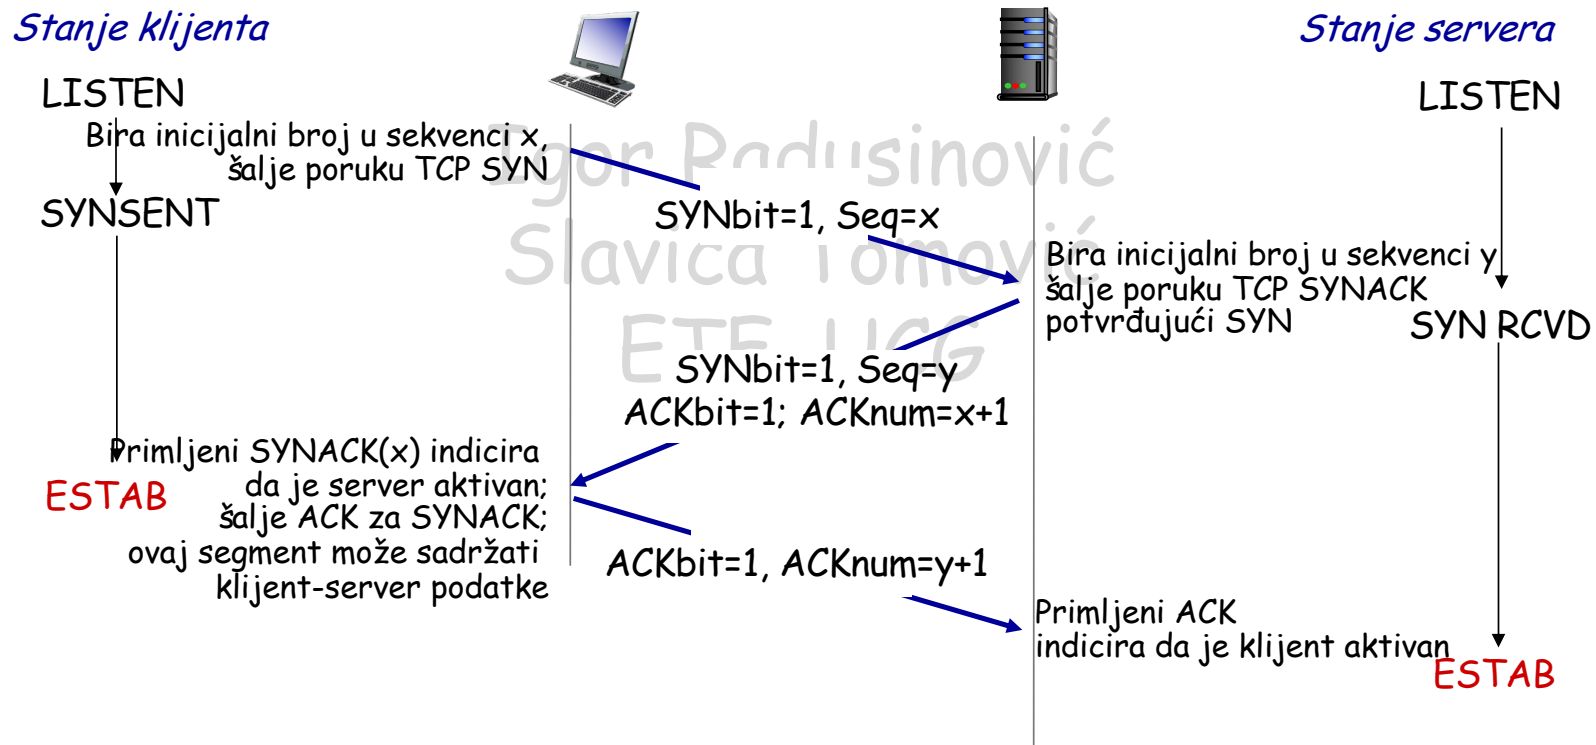 Stanje klijenta
Stanje servera
LISTEN
LISTEN
Igor Radusinović
Slavica Tomović
ETF UCG
Bira inicijalni broj u sekvenci x,
šalje poruku TCP SYN
SYNSENT
SYNbit=1, Seq=x
Bira inicijalni broj u sekvenci y
šalje poruku TCP SYNACK
potvrđujući SYN
SYN RCVD
SYNbit=1, Seq=y
ACKbit=1; ACKnum=x+1
Primljeni SYNACK(x) indicira
da je server aktivan;
šalje ACK za SYNACK;
ovaj segment može sadržati
klijent-server podatke
ESTAB
ACKbit=1, ACKnum=y+1
Primljeni ACK
indicira da je klijent aktivan
ESTAB